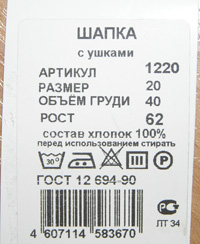 ШАПКА
с ушками
АРТИКУЛ 1220
РАЗМЕР 20
ОБЪЁМ ГРУДИ 40
РОСТ 62
состав хлопок 100%
перед использованием стирать
30° P
ГОСТ 12 694-90
ЛТ 34
4 607114 583670